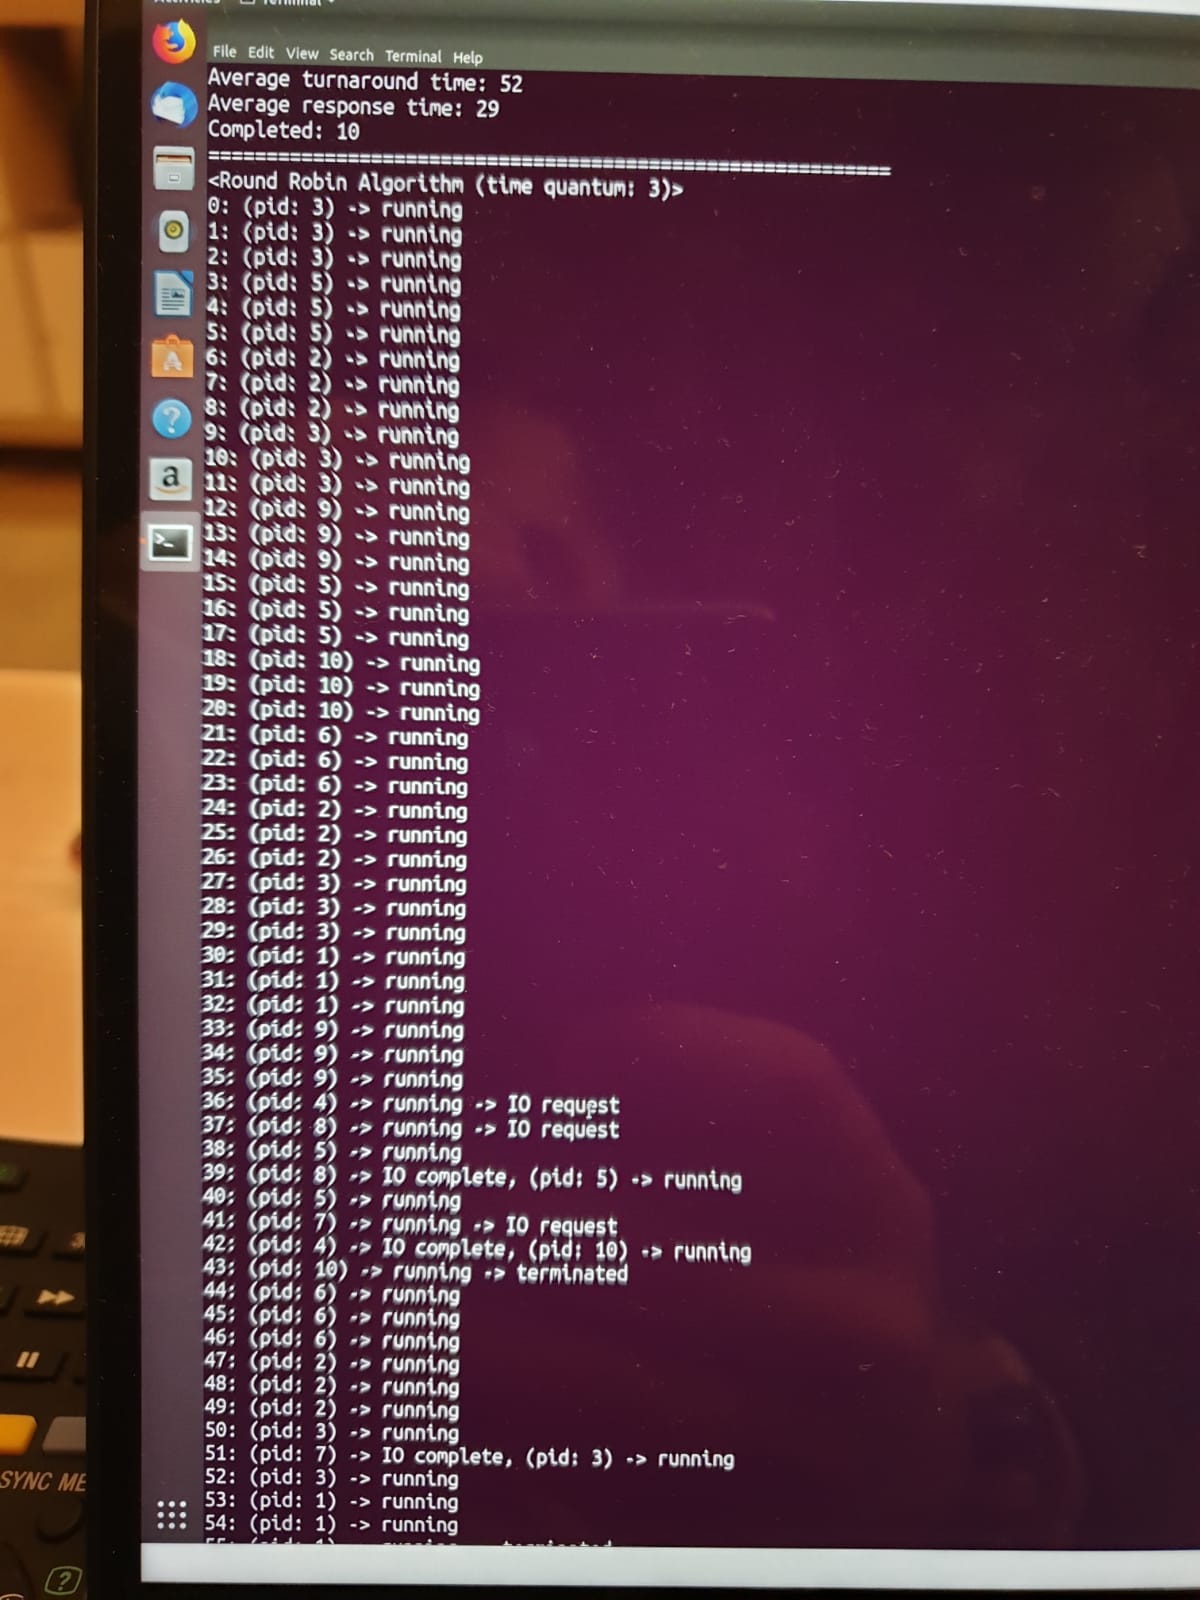 Terminal
File Edit View Search Terminal Help
Average turnaround time: 52
Average response time: 29
Completed: 10
==========================================================
<Round Robin Algorithm (time quantum: 3)>
0: (pid: 3) -> running
1: (pid: 3) -> running
2: (pid: 3) -> running
3: (pid: 5) -> running
4: (pid: 5) -> running
5: (pid: 5) -> running
6: (pid: 2) -> running
7: (pid: 2) -> running
8: (pid: 2) -> running
9: (pid: 3) -> running
10: (pid: 3) -> running
11: (pid: 3) -> running
12: (pid: 9) -> running
13: (pid: 9) -> running
14: (pid: 9) -> running
15: (pid: 5) -> running
16: (pid: 5) -> running
17: (pid: 5) -> running
18: (pid: 10) -> running
19: (pid: 10) -> running
20: (pid: 10) -> running
21: (pid: 6) -> running
22: (pid: 6) -> running
23: (pid: 6) -> running
24: (pid: 2) -> running
25: (pid: 2) -> running
26: (pid: 2) -> running
27: (pid: 3) -> running
28: (pid: 3) -> running
29: (pid: 3) -> running
30: (pid: 1) -> running
31: (pid: 1) -> running
32: (pid: 1) -> running
33: (pid: 9) -> running
34: (pid: 9) -> running
35: (pid: 9) -> running
36: (pid: 4) -> running -> IO request
37: (pid: 8) -> running -> IO request
38: (pid: 5) -> running
39: (pid: 8) -> IO complete, (pid: 5) -> running
40: (pid: 5) -> running
41: (pid: 7) -> running -> IO request
42: (pid: 4) -> IO complete, (pid: 10) -> running
43: (pid: 10) -> running -> terminated
44: (pid: 6) -> running
45: (pid: 6) -> running
46: (pid: 6) -> running
47: (pid: 2) -> running
48: (pid: 2) -> running
49: (pid: 2) -> running
50: (pid: 3) -> running
51: (pid: 7) -> IO complete, (pid: 3) -> running
52: (pid: 3) -> running
53: (pid: 1) -> running
54: (pid: 1) -> running
SYNC ME